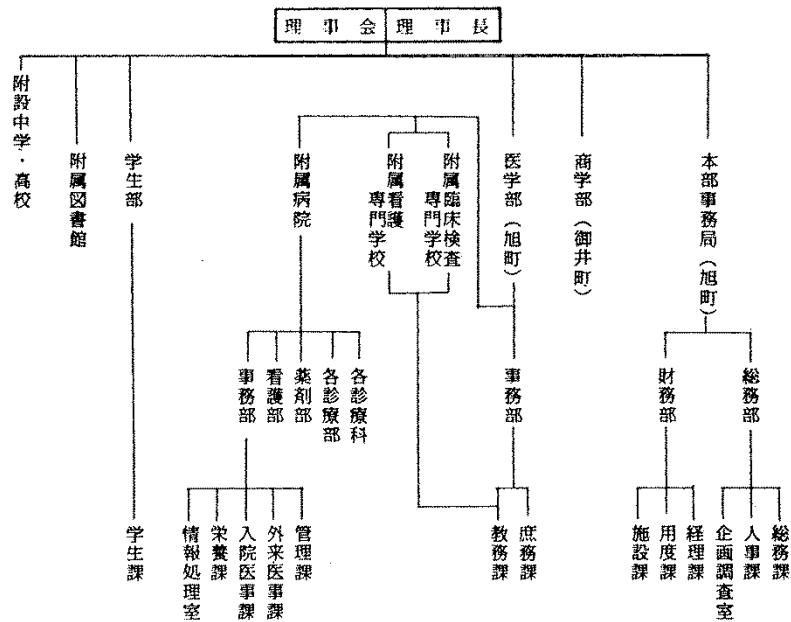 理事会 理事長
本部事務局(旭町)
商学部(御井町)
医学部(旭町)
附属臨床検査
専門学校
附属看護
専門学校
附属病院
学生部
附属図書館
附設中学・高校
総務部
財務部
事務部
各診療科
各診療部
薬剤部
看護部
事務部
総務課
人事課
企画調査室
経理課
用度課
施設課
庶務課
教務課
管理課
外来医事課
入院医事課
栄養課
情報処理室
学生課